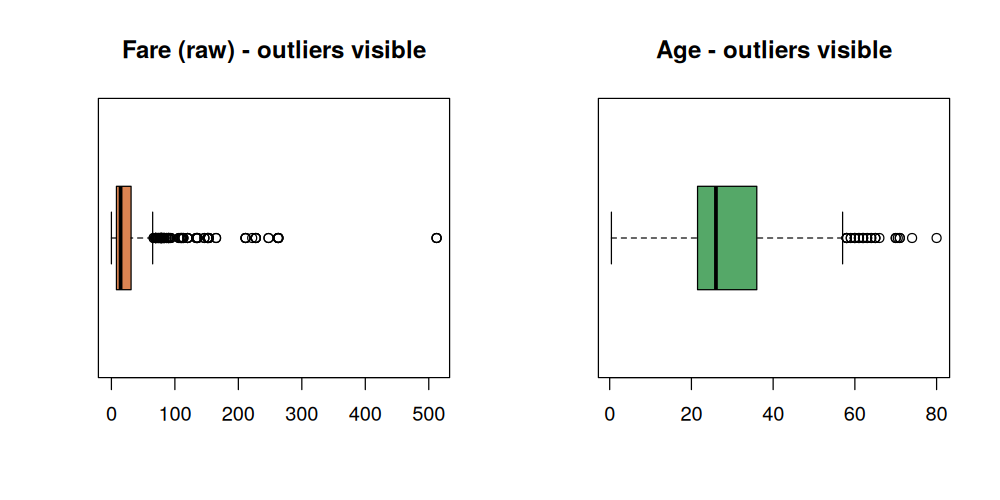 Fare (raw) - outliers visible
0 100 200 300 400 500
Age - outliers visible
0 20 40 60 80